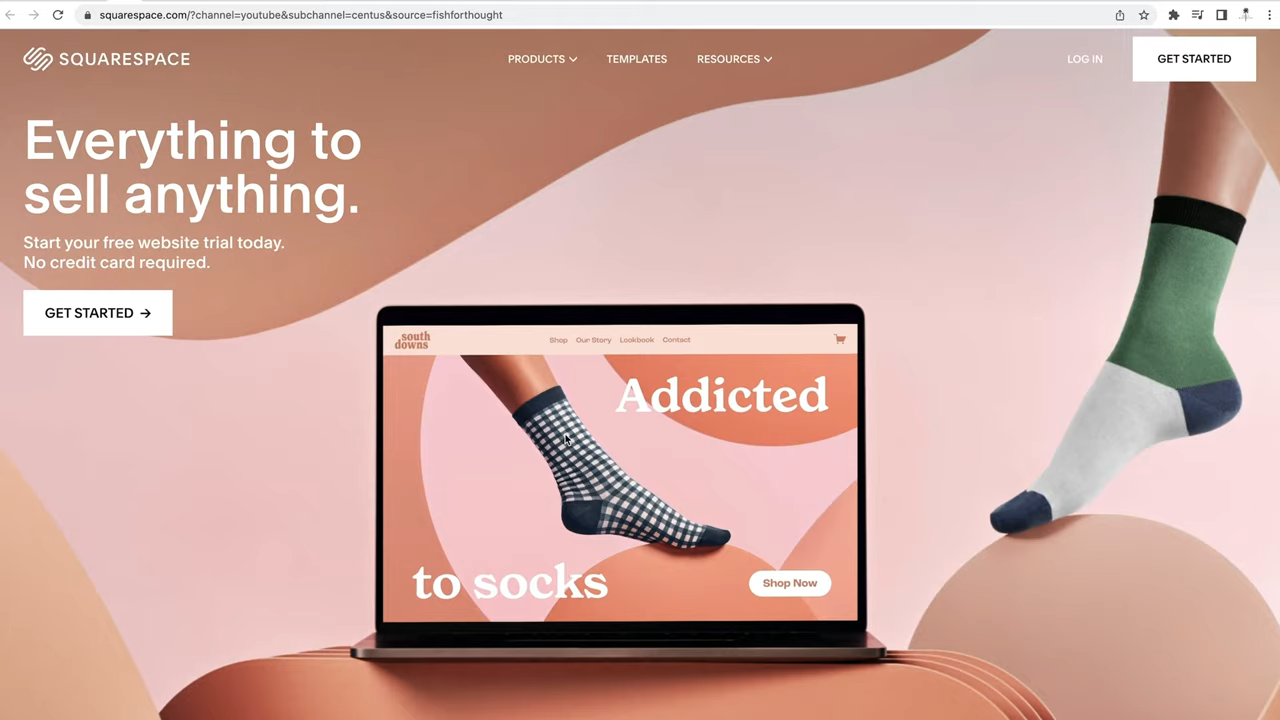 squarespace.com/?channel=youtube&subchannel=centus&source=fishforthought
SQUARESPACE
PRODUCTS
TEMPLATES
RESOURCES
LOG IN
GET STARTED
Everything to
sell anything.
Start your free website trial today.
No credit card required.
GET STARTED →
south
downs
Shop
Our Story
Lookbook
Contact
Addicted
to socks
Shop Now